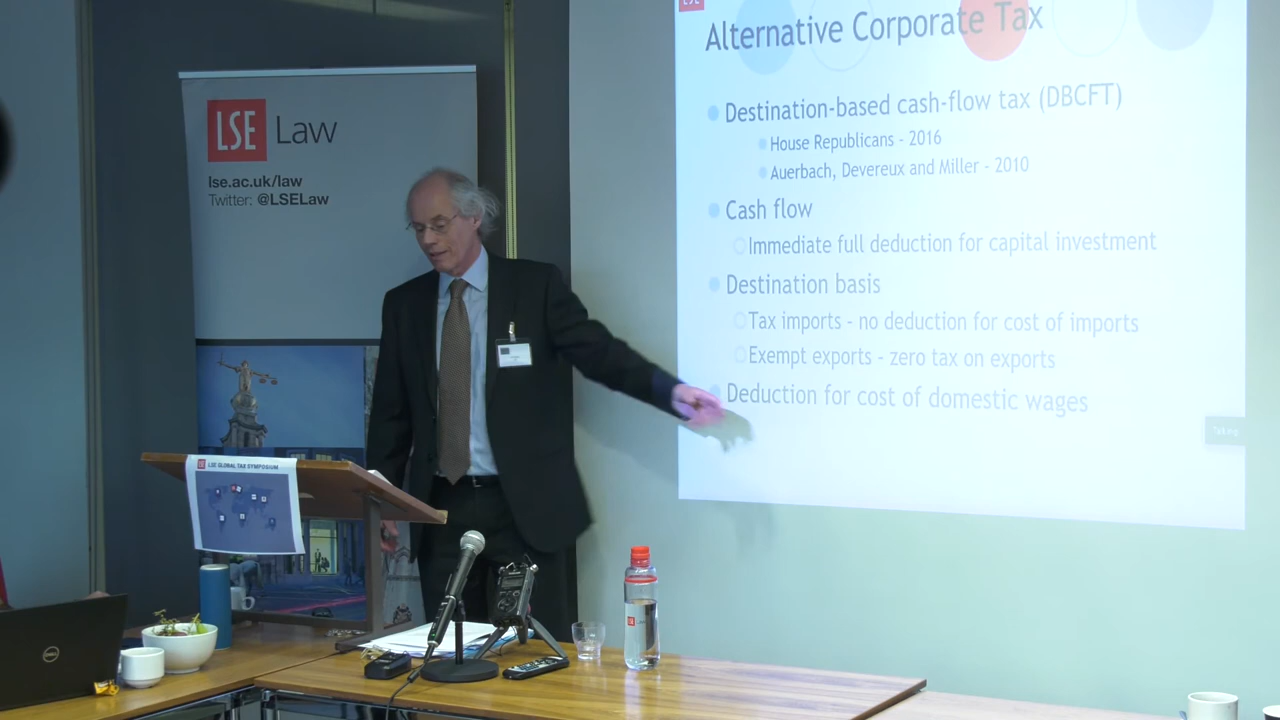 LSE Law
lse.ac.uk/law
Twitter: @LSELaw
LSE GLOBAL TAX SYMPOSIUM
DELL
LSE
Alternative Corporate Tax
Destination-based cash-flow tax (DBCFT)
House Republicans - 2016
Auerbach, Devereux and Miller - 2010
Cash flow
Immediate full deduction for capital investment
Destination basis
Tax imports - no deduction for cost of imports
Exempt exports - zero tax on exports
Deduction for cost of domestic wages